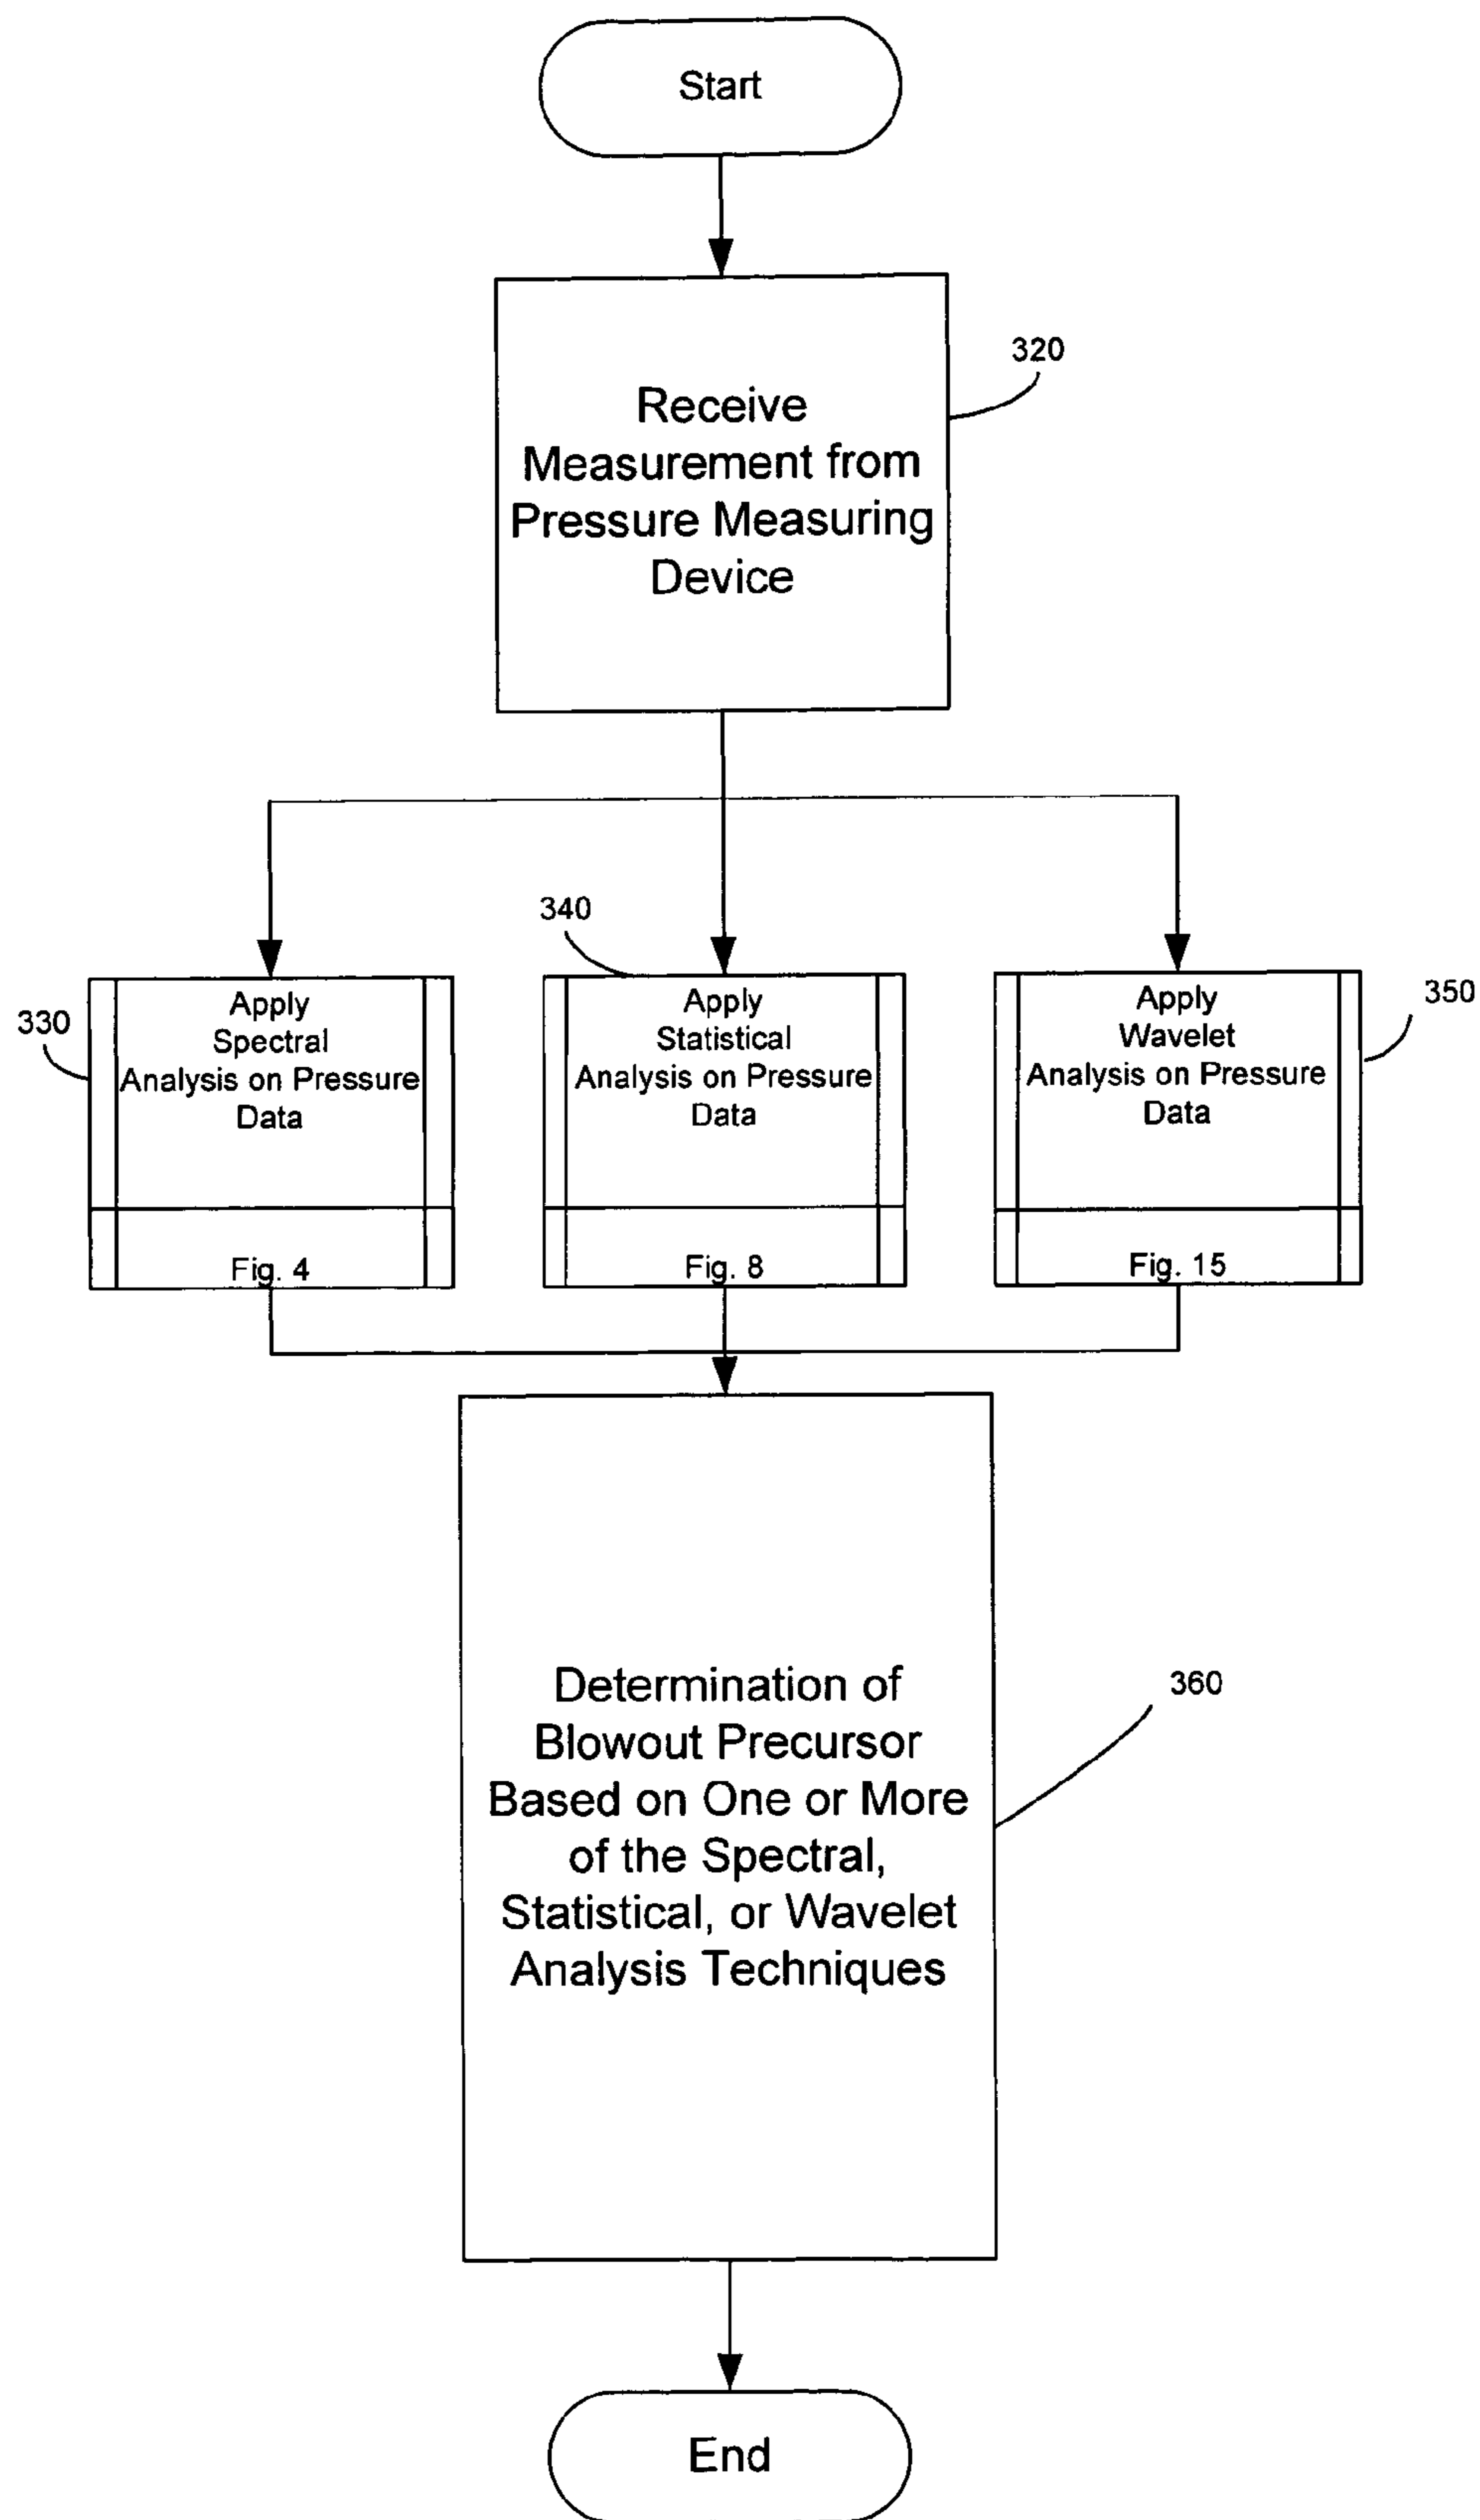 Start
320
Receive
Measurement from
Pressure Measuring
Device
340
330
Apply
Spectral
Analysis on Pressure
Data
Fig. 4
Apply
Statistical
Analysis on Pressure
Data
Fig. 8
350
Apply
Wavelet
Analysis on Pressure
Data
Fig. 15
360
Determination of
Blowout Precursor
Based on One or More
of the Spectral,
Statistical, or Wavelet
Analysis Techniques
End